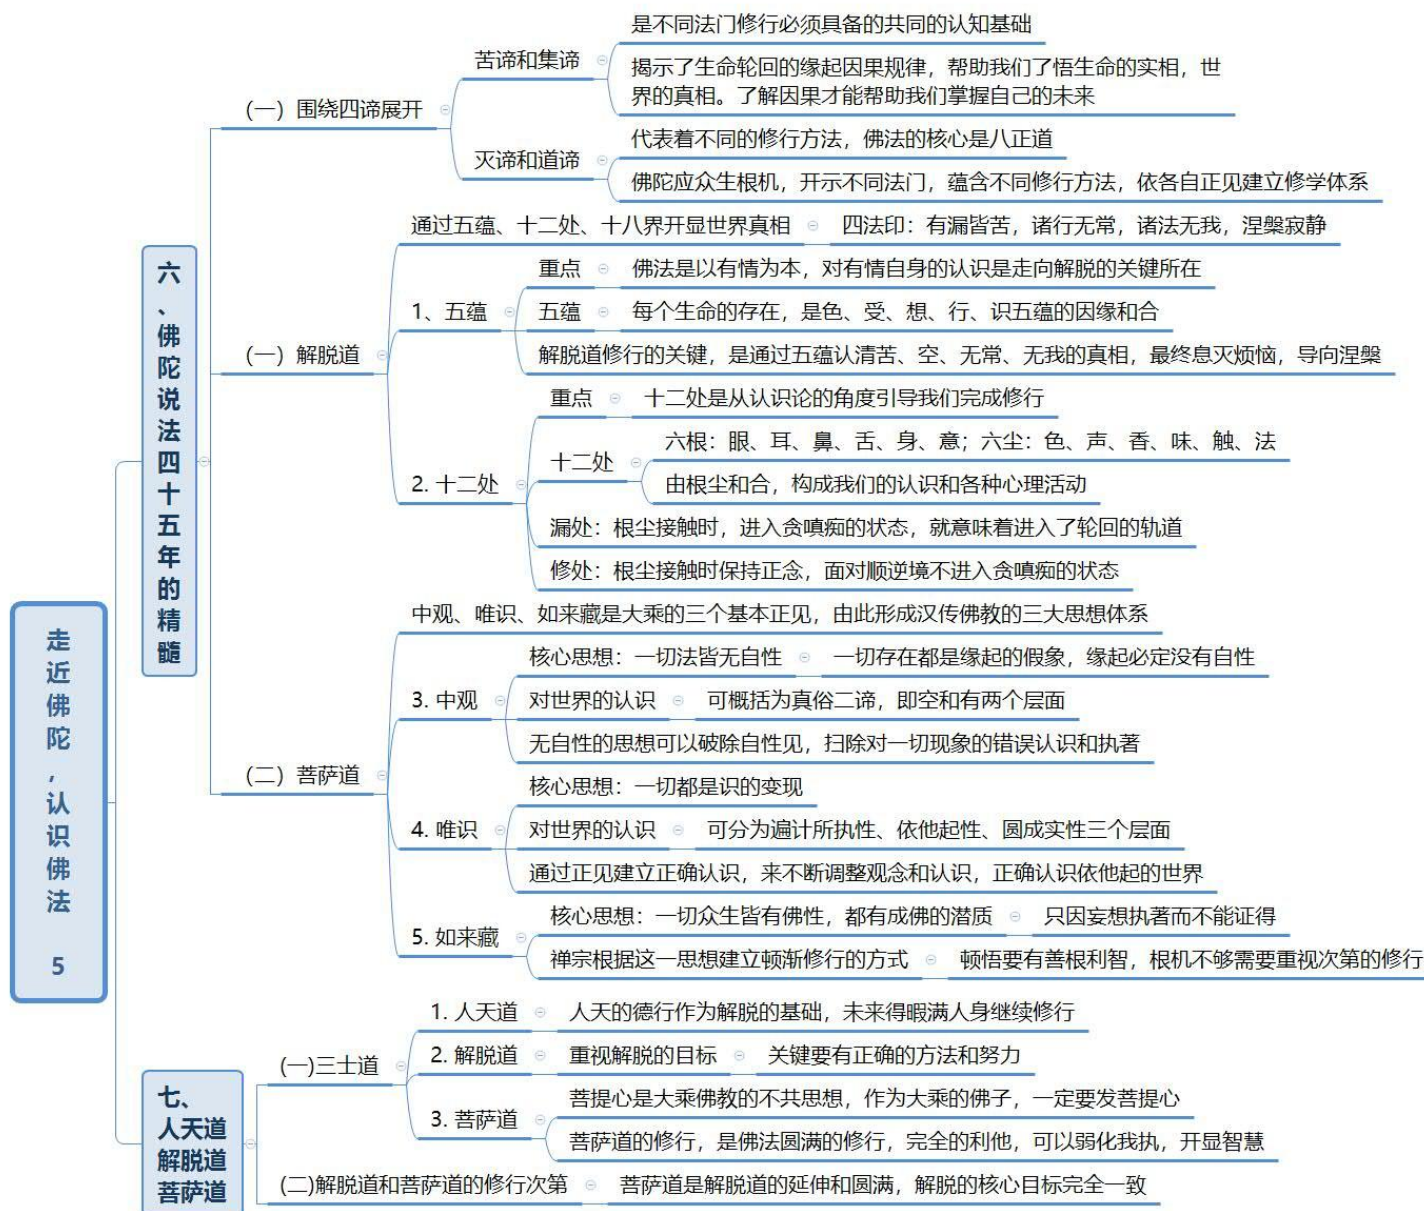 走近佛陀，认识佛法 5
六、佛陀说法四十五年的精髓
(一) 围绕四谛展开
苦谛和集谛
是不同法门修行必须具备的共同的认知基础
揭示了生命轮回的缘起因果规律，帮助我们了悟生命的实相，世
界的真相。了解因果才能帮助我们掌握自己的未来
灭谛和道谛
代表着不同的修行方法，佛法的核心是八正道
佛陀应众生根机，开示不同法门，蕴含不同修行方法，依各自正见建立修学体系
(一) 解脱道
通过五蕴、十二处、十八界开显世界真相
四法印：有漏皆苦，诸行无常，诸法无我，涅槃寂静
1、五蕴
重点
佛法是以有情为本，对有情自身的认识是走向解脱的关键所在
五蕴
每个生命的存在，是色、受、想、行、识五蕴的因缘和合
解脱道修行的关键，是通过五蕴认清苦、空、无常、无我的真相，最终息灭烦恼，导向涅槃
2. 十二处
重点
十二处是从认识论的角度引导我们完成修行
十二处
六根：眼、耳、鼻、舌、身、意；六尘：色、声、香、味、触、法
由根尘和合，构成我们的认识和各种心理活动
漏处：根尘接触时，进入贪嗔痴的状态，就意味着进入了轮回的轨道
修处：根尘接触时保持正念，面对顺逆境不进入贪嗔痴的状态
(二) 菩萨道
中观、唯识、如来藏是大乘的三个基本正见，由此形成汉传佛教的三大思想体系
3. 中观
核心思想：一切法皆无自性
一切存在都是缘起的假象，缘起必定没有自性
对世界的认识
可概括为真俗二谛，即空和有两个层面
无自性的思想可以破除自性见，扫除对一切现象的错误认识和执著
4. 唯识
核心思想：一切都是识的变现
对世界的认识
可分为遍计所执性、依他起性、圆成实性三个层面
通过正见建立正确认识，来不断调整观念和认识，正确认识依他起的世界
5. 如来藏
核心思想：一切众生皆有佛性，都有成佛的潜质
只因妄想执著而不能证得
禅宗根据这一思想建立顿渐修行的方式
顿悟要有善根利智，根机不够需要重视次第的修行
七、
人天道
解脱道
菩萨道
(一)三士道
1. 人天道
人天的德行作为解脱的基础，未来得暇满人身继续修行
2. 解脱道
重视解脱的目标
关键要有正确的方法和努力
3. 菩萨道
菩提心是大乘佛教的不共思想，作为大乘的佛子，一定要发菩提心
菩萨道的修行，是佛法圆满的修行，完全的利他，可以弱化我执，开显智慧
(二)解脱道和菩萨道的修行次第
菩萨道是解脱道的延伸和圆满，解脱的核心目标完全一致